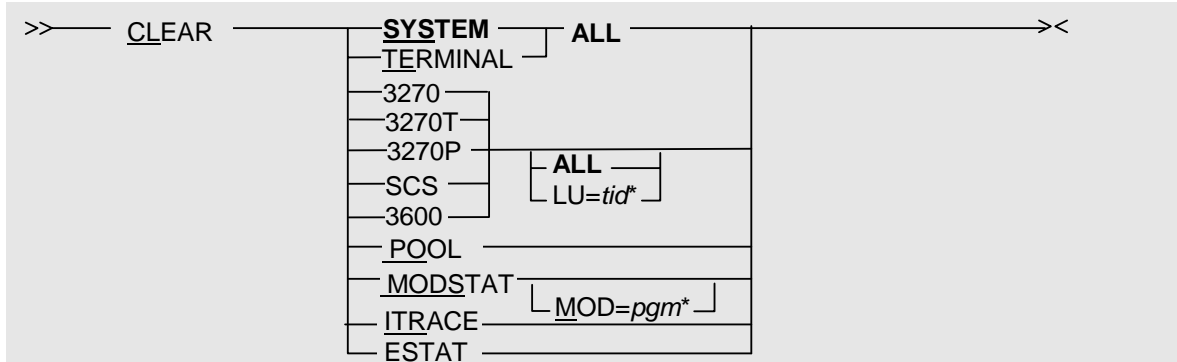 >> CLEAR SYSTEM ALL ><
TERMINAL
3270
3270T
3270P
ALL
SCS
LU=tid*
3600
POOL
MODSTAT
MOD=pgm*
ITRACE
ESTAT